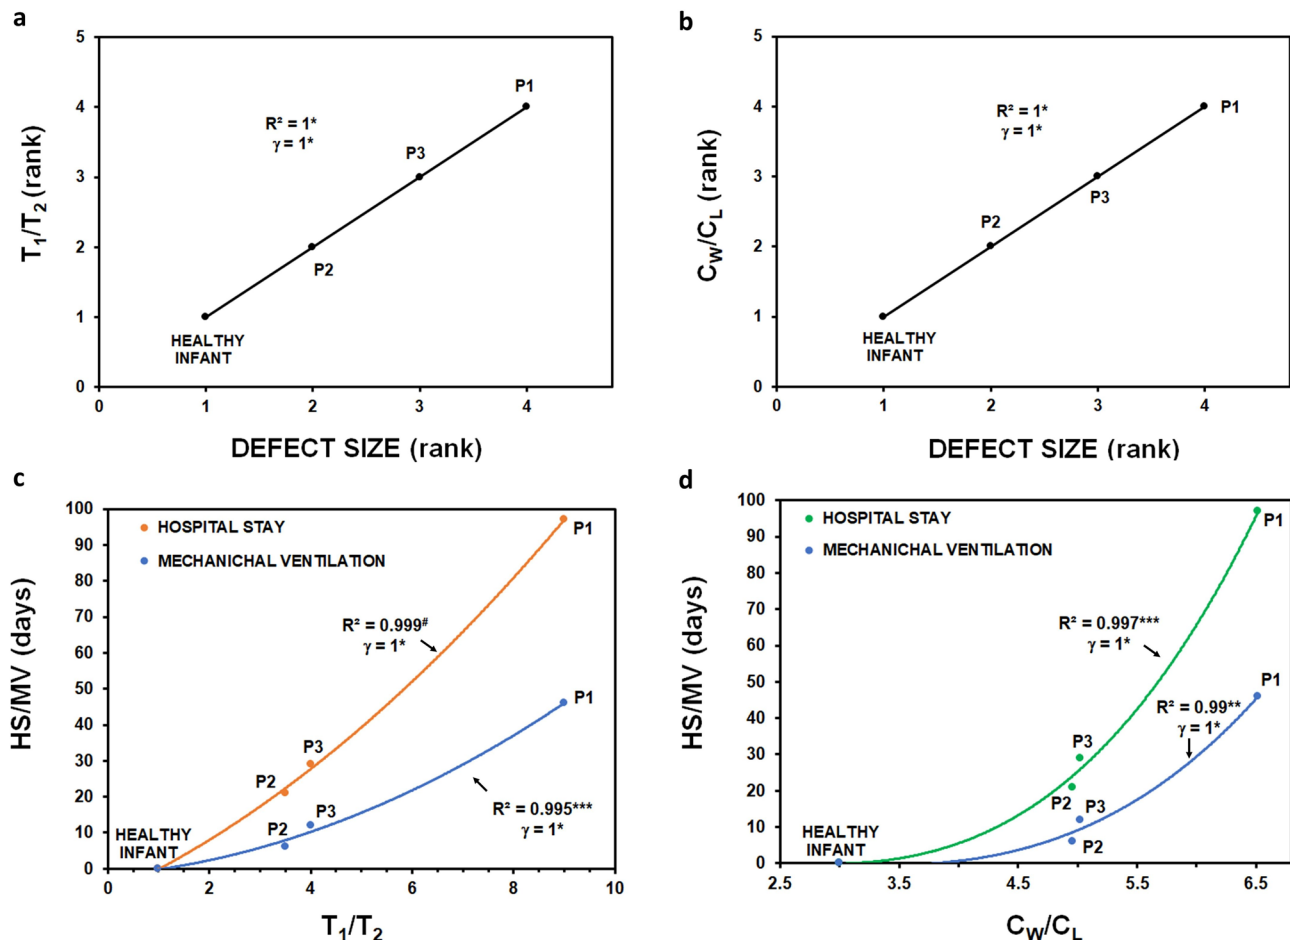 a
T₁/T₂ (rank)
5
4
3
2
1
0
R² = 1*
γ = 1*
P1
P3
P2
HEALTHY
INFANT
0 1 2 3 4
DEFECT SIZE (rank)
b
C_W/C_L (rank)
5
4
3
2
1
0
R² = 1*
γ = 1*
P1
P3
P2
HEALTHY
INFANT
0 1 2 3 4
DEFECT SIZE (rank)
c
HS/MV (days)
100
90
80
70
60
50
40
30
20
10
0
HOSPITAL STAY
MECHANICHAL VENTILATION
P1
R² = 0.999#
γ = 1*
P1
P3
P2
P3
P2
R² = 0.995***
γ = 1*
HEALTHY
INFANT
0 2 4 6 8 10
T₁/T₂
d
HS/MV (days)
100
90
80
70
60
50
40
30
20
10
0
HOSPITAL STAY
MECHANICHAL VENTILATION
P1
R² = 0.997***
γ = 1*
P1
R² = 0.99**
γ = 1*
P3
P2
P3
P2
HEALTHY
INFANT
2.5 3.5 4.5 5.5 6.5
C_W/C_L